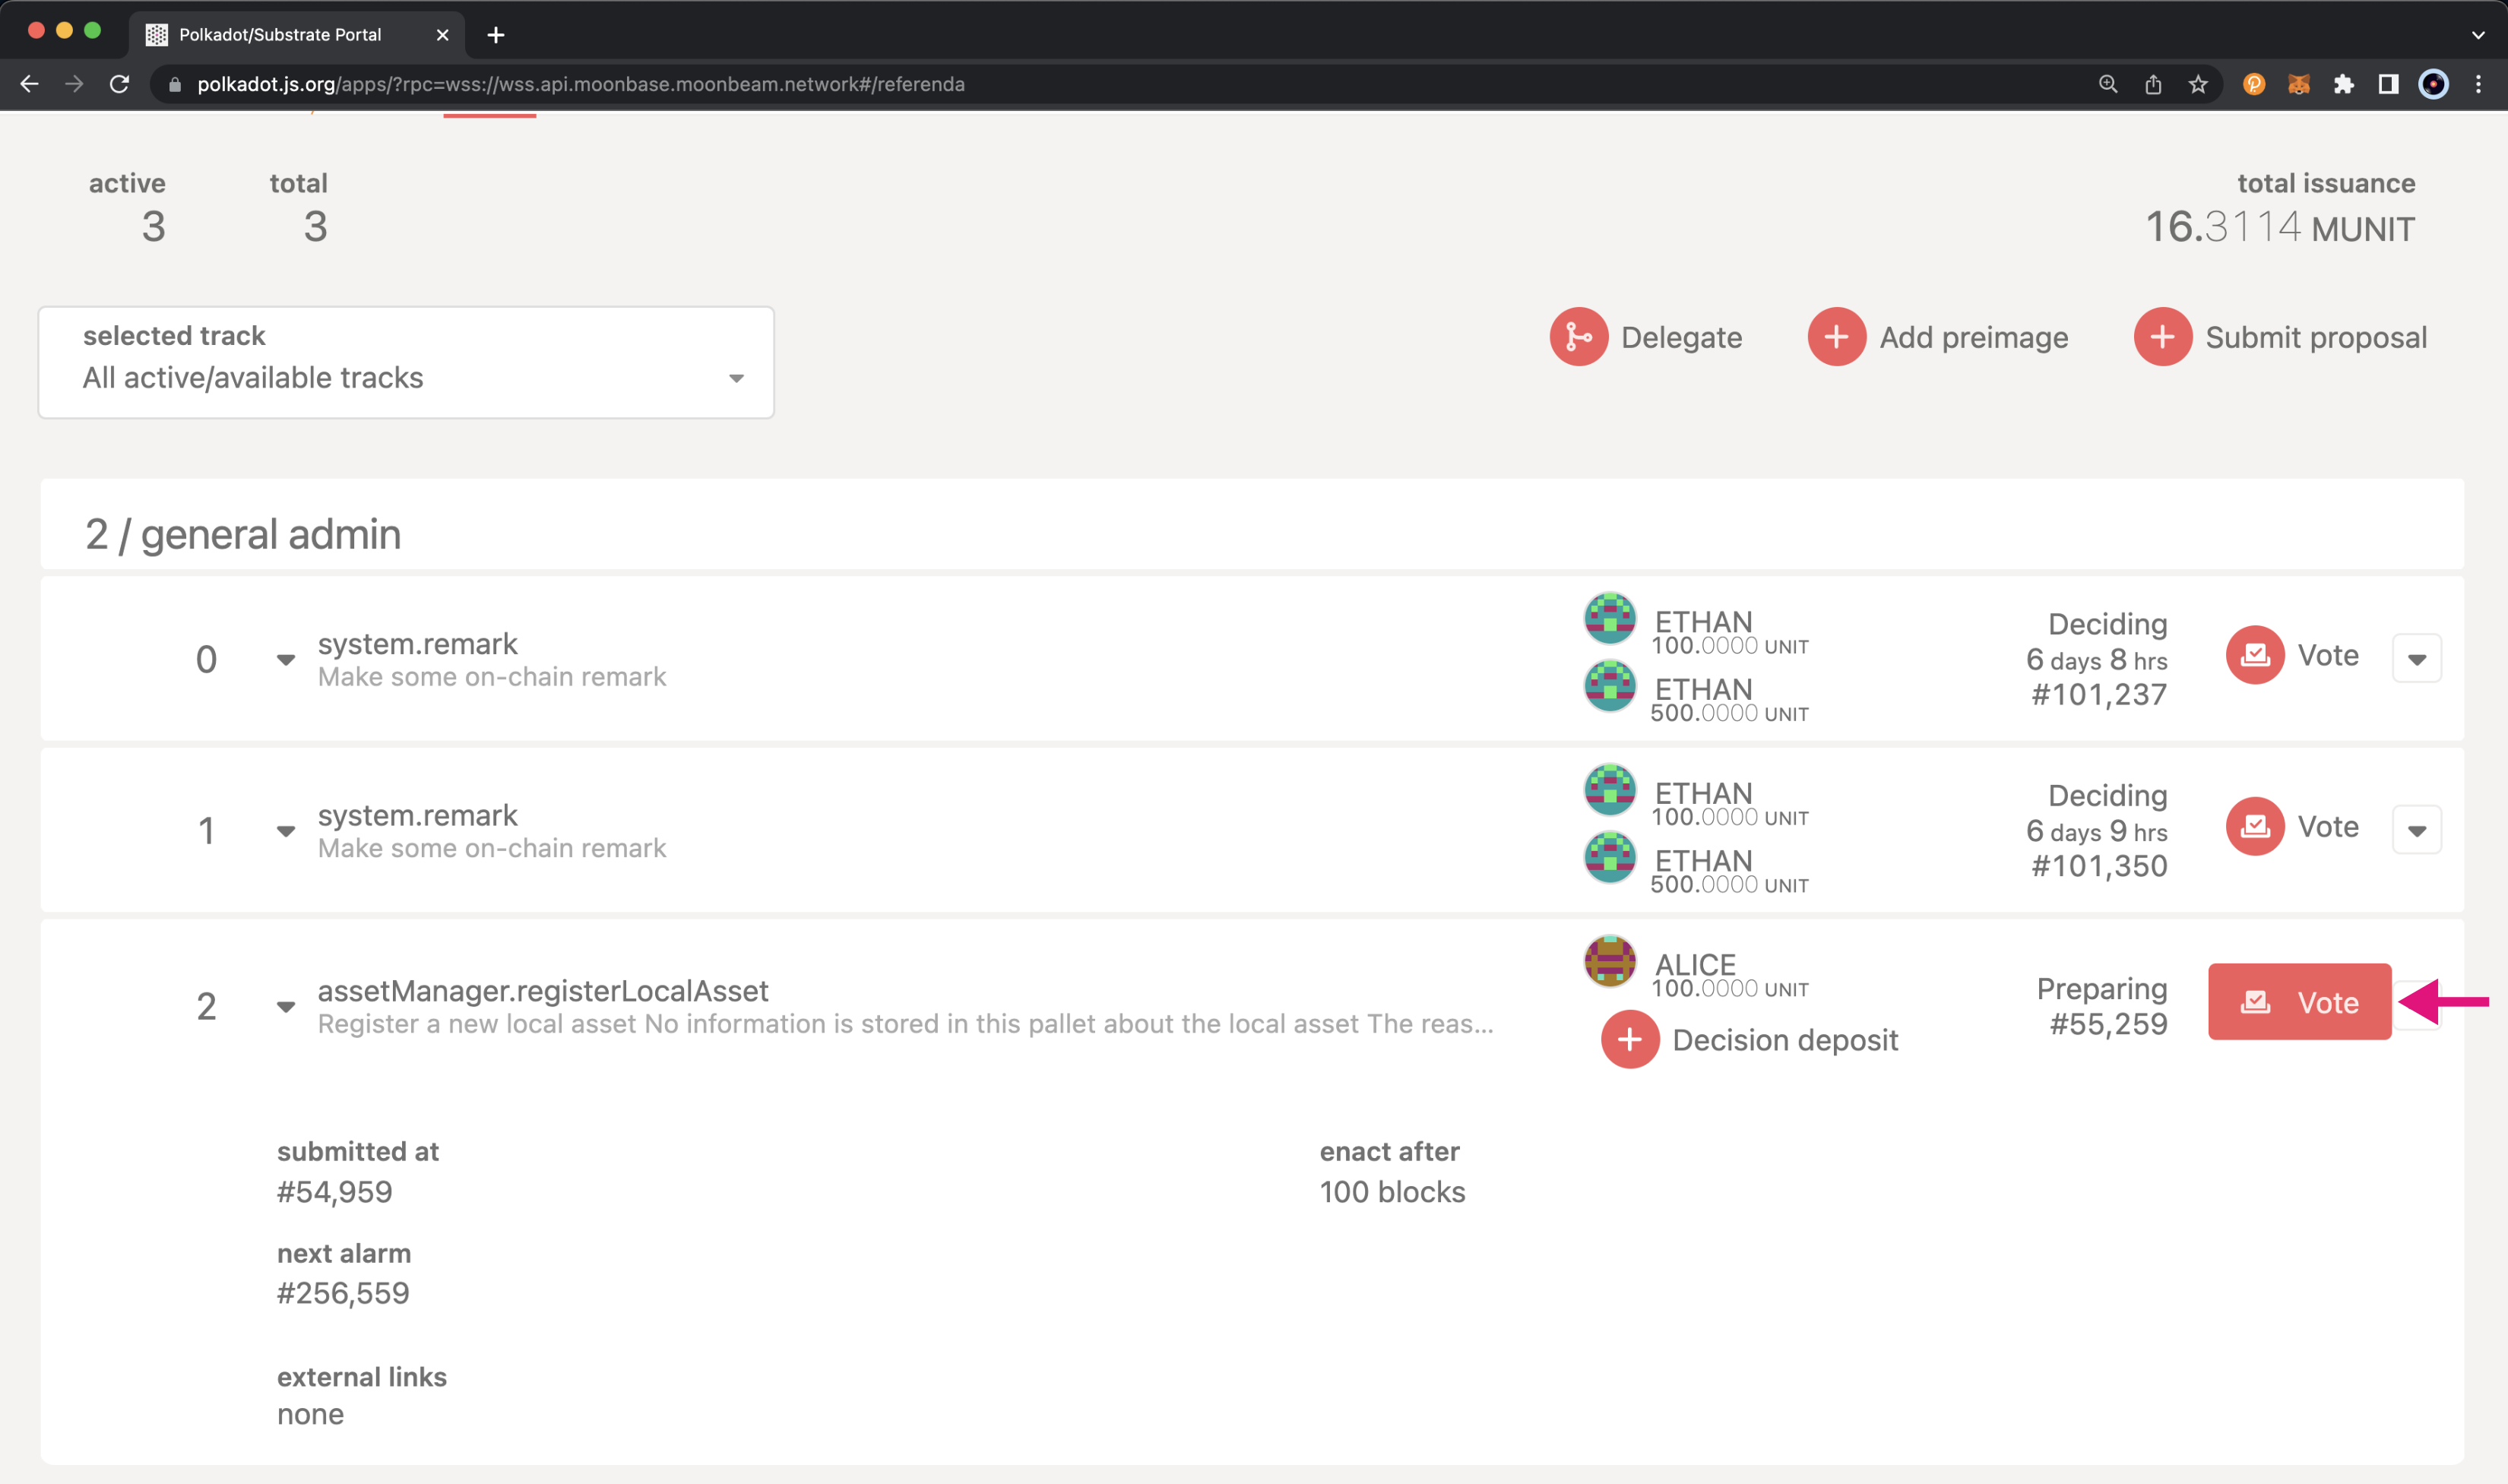 Polkadot/Substrate Portal
polkadot.js.org/apps/?rpc=wss://wss.api.moonbase.moonbeam.network#/referenda
active
3
total
3
total issuance
16.3114 MUNIT
selected track
All active/available tracks
Delegate
Add preimage
Submit proposal
2 / general admin
0
system.remark
Make some on-chain remark
ETHAN
100.0000 UNIT
ETHAN
500.0000 UNIT
Deciding
6 days 8 hrs
#101,237
Vote
1
system.remark
Make some on-chain remark
ETHAN
100.0000 UNIT
ETHAN
500.0000 UNIT
Deciding
6 days 9 hrs
#101,350
Vote
2
assetManager.registerLocalAsset
Register a new local asset No information is stored in this pallet about the local asset The reas...
ALICE
100.0000 UNIT
Decision deposit
Preparing
#55,259
Vote
submitted at
#54,959
enact after
100 blocks
next alarm
#256,559
external links
none